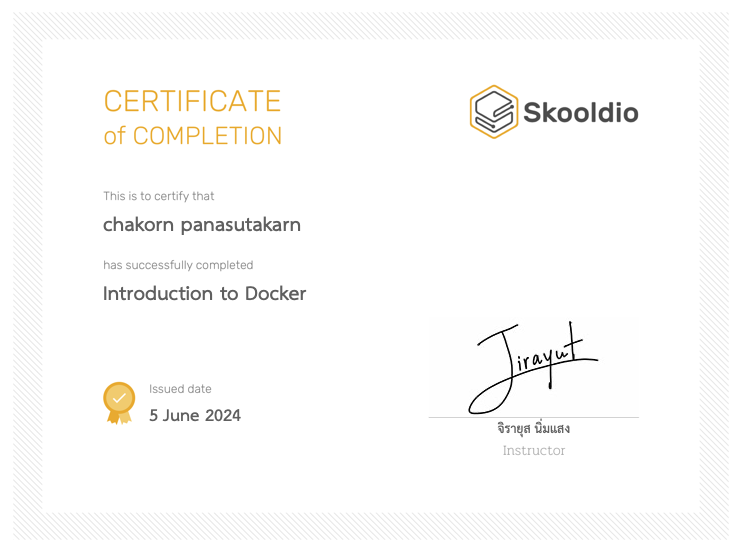 CERTIFICATE
of COMPLETION
Skooldio
This is to certify that
chakorn panasutakarn
has successfully completed
Introduction to Docker
Issued date
5 June 2024
Jirayut
จิรายุส นิ่มแสง
Instructor